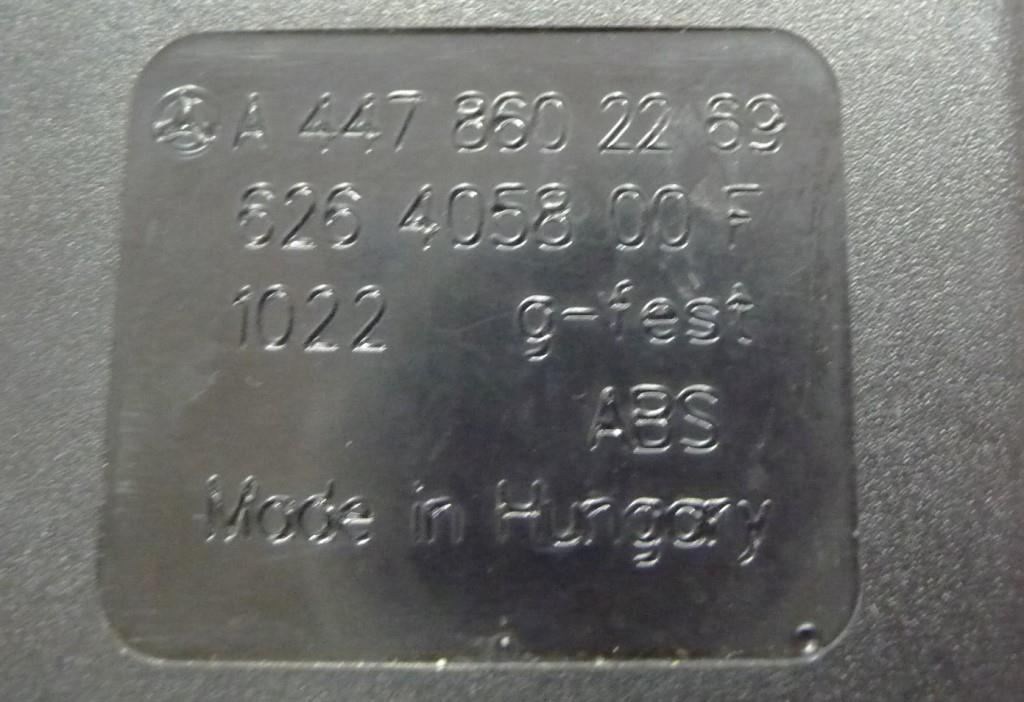 A 447 860 22 69
626 4058 00 F
1022 g-fest
ABS
Made in Hungary